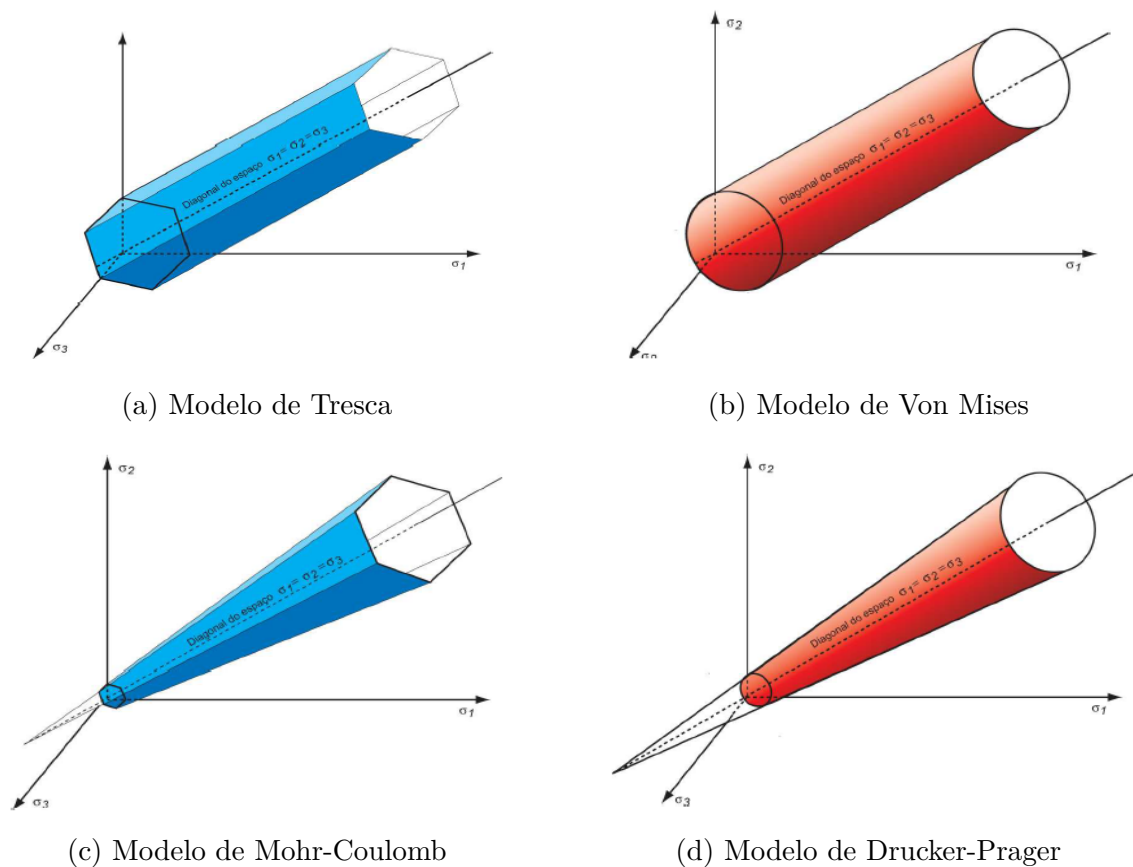 σ2
Diagonal do espaço σ1 = σ2 = σ3
σ1
σ3
(a) Modelo de Tresca
Diagonal do espaço σ1 = σ2 = σ3
σ1
(b) Modelo de Von Mises
σ2
Diagonal do espaço σ1 = σ2 = σ3
σ1
σ3
(c) Modelo de Mohr-Coulomb
σ2
Diagonal do espaço σ1 = σ2 = σ3
σ1
σ3
(d) Modelo de Drucker-Prager